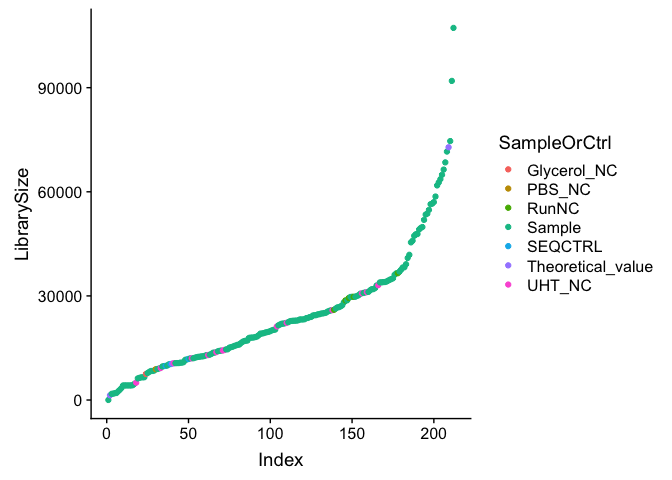 90000
60000
30000
0
LibrarySize
0
50
100
150
200
Index
SampleOrCtrl
Glycerol_NC
PBS_NC
RunNC
Sample
SEQCTRL
Theoretical_value
UHT_NC